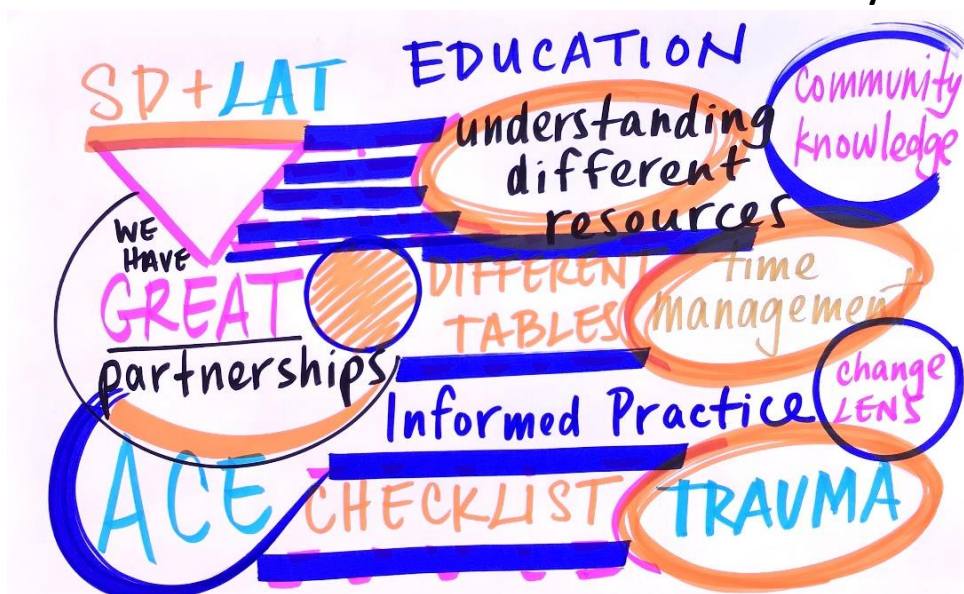 SD + LAT
EDUCATION
community
knowledge
understanding
different
resources
WE
HAVE
GREAT
partnerships
DIFFERENT
TABLES
time
management
change
LENS
Informed Practice
ACE
CHECKLIST
TRAUMA